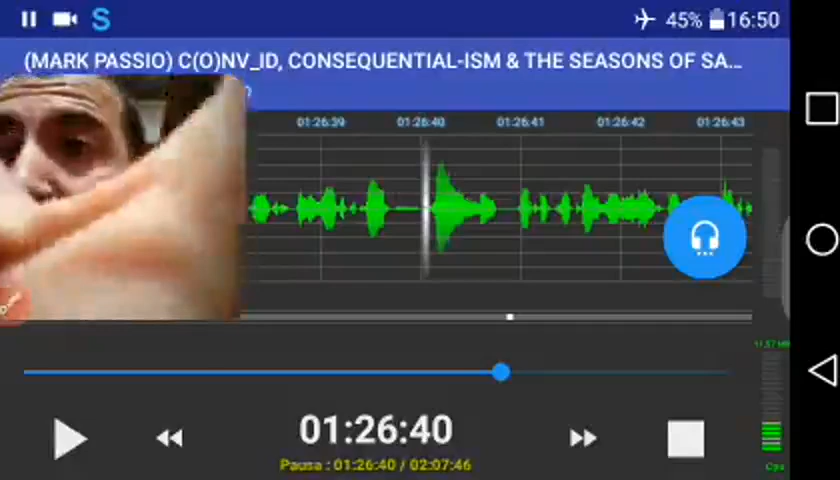 S 45% 16:50
(MARK PASSIO) C(O)NV_ID, CONSEQUENTIAL-ISM & THE SEASONS OF SA...
01:26:39 01:26:40 01:26:41 01:26:42 01:26:43
01:26:40
Pausa : 01:26:40 / 02:07:46
Cpu